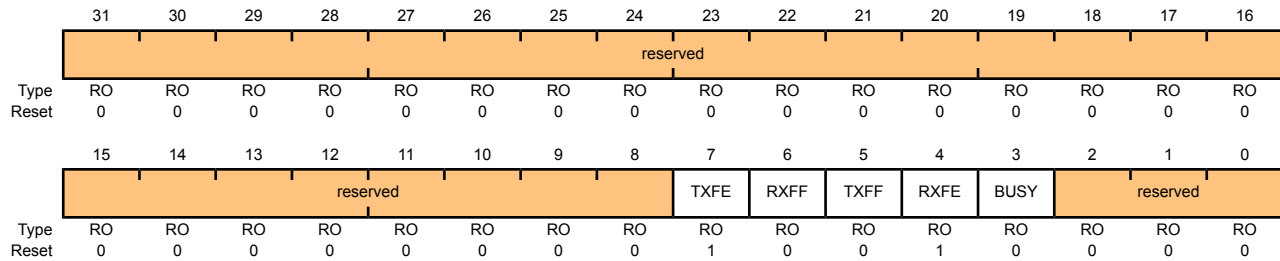 31 30 29 28 27 26 25 24 23 22 21 20 19 18 17 16
reserved
Type RO RO RO RO RO RO RO RO RO RO RO RO RO RO RO RO
Reset 0 0 0 0 0 0 0 0 0 0 0 0 0 0 0 0
15 14 13 12 11 10 9 8 7 6 5 4 3 2 1 0
reserved TXFE RXFF TXFF RXFE BUSY reserved
Type RO RO RO RO RO RO RO RO RO RO RO RO RO RO RO RO
Reset 0 0 0 0 0 0 0 0 1 0 0 1 0 0 0 0